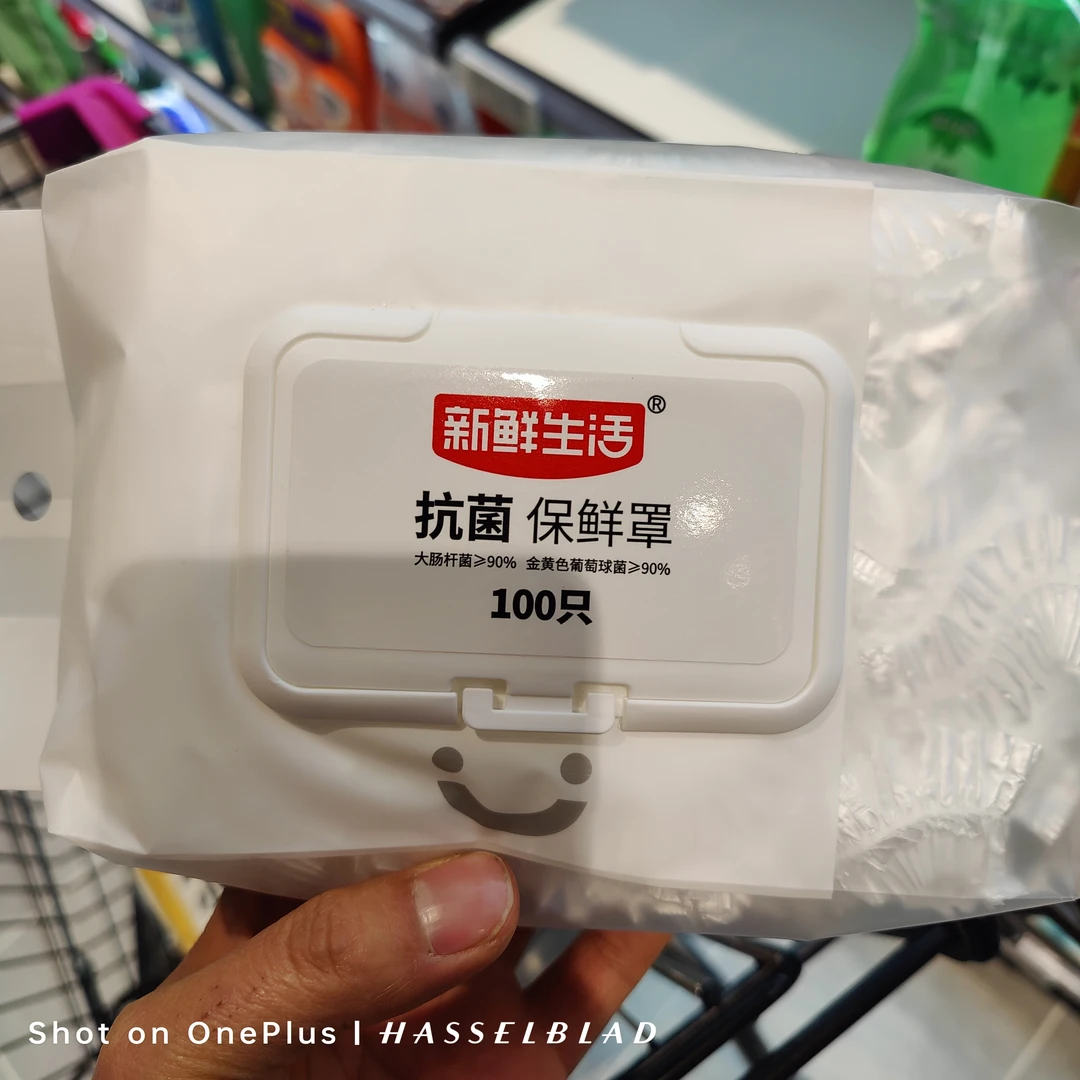 新鲜生活®
抗菌 保鲜罩
大肠杆菌≥90% 金黄色葡萄球菌≥90%
100只
Shot on OnePlus | HASSELBLAD